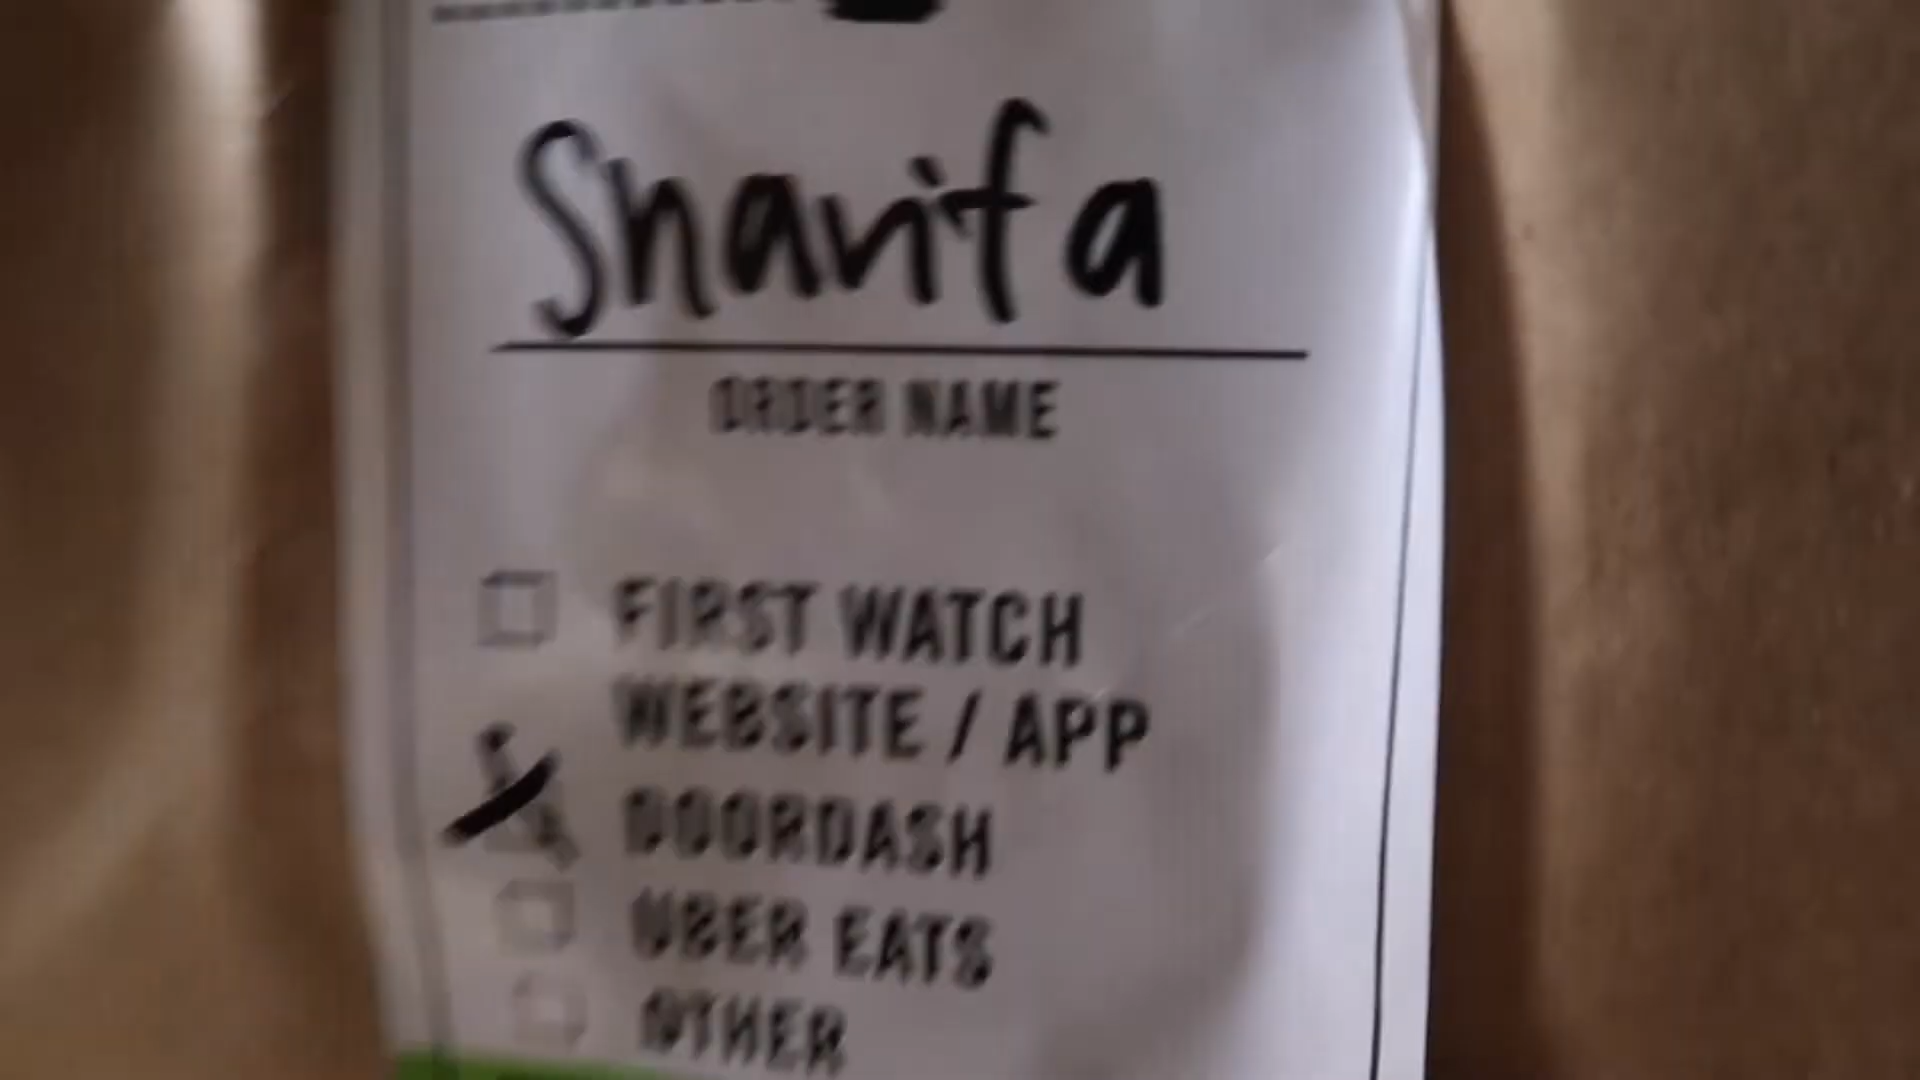 Sharifa
ORDER NAME
FIRST WATCH
WEBSITE / APP
DOORDASH
UBER EATS
OTHER